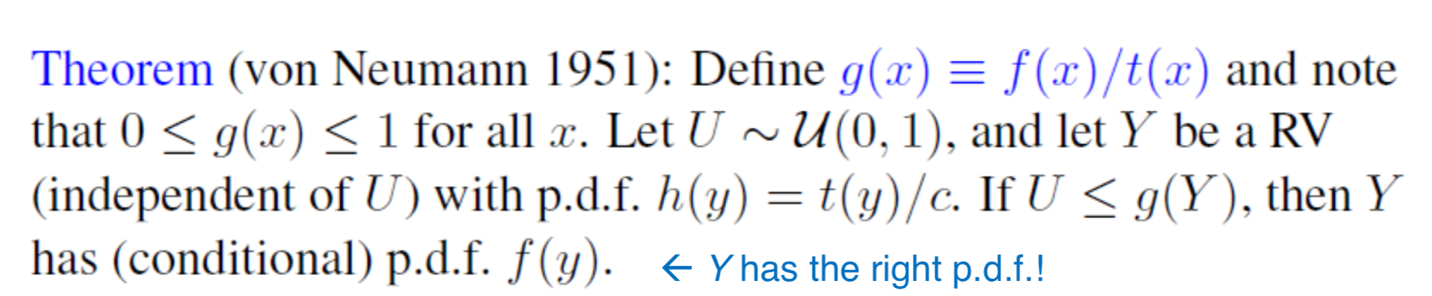 Theorem (von Neumann 1951): Define g(x) ≡ f(x)/t(x) and note
that 0 ≤ g(x) ≤ 1 for all x. Let U ∼ 𝒰(0, 1), and let Y be a RV
(independent of U) with p.d.f. h(y) = t(y)/c. If U ≤ g(Y), then Y
has (conditional) p.d.f. f(y). ← Y has the right p.d.f.!